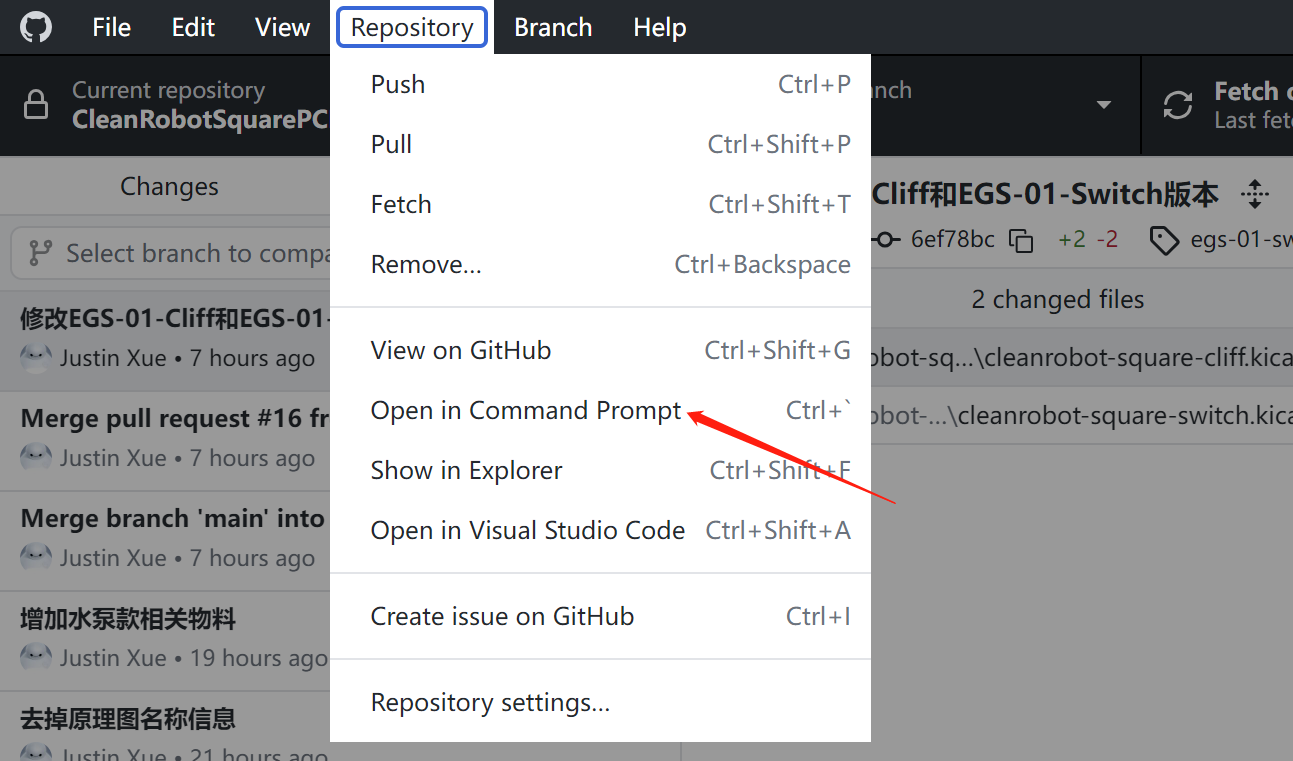 File Edit View Repository Branch Help
Current repository
CleanRobotSquarePC
Fetch
Last
Changes
Select branch to
修改EGS-01-Cliff和EGS-01-
Justin Xue • 7 hours ago
Merge pull request #16
Justin Xue • 7 hours ago
Merge branch 'main' into
Justin Xue • 7 hours ago
增加水泵款相关物料
Justin Xue • 19 hours ago
去掉原理图名称信息
Justin Xue • 21 hours ago
Push Ctrl+P
Pull Ctrl+Shift+P
Fetch Ctrl+Shift+T
Remove... Ctrl+Backspace
View on GitHub Ctrl+Shift+G
Open in Command Prompt Ctrl+`
Show in Explorer Ctrl+Shift+F
Open in Visual Studio Code Ctrl+Shift+A
Create issue on GitHub Ctrl+I
Repository settings...
Cliff和EGS-01-Switch版本
6ef78bc +2 -2 egs-01-sw
2 changed files
obot-sq...\cleanrobot-square-cliff.kica
obot-...\cleanrobot-square-switch.kica